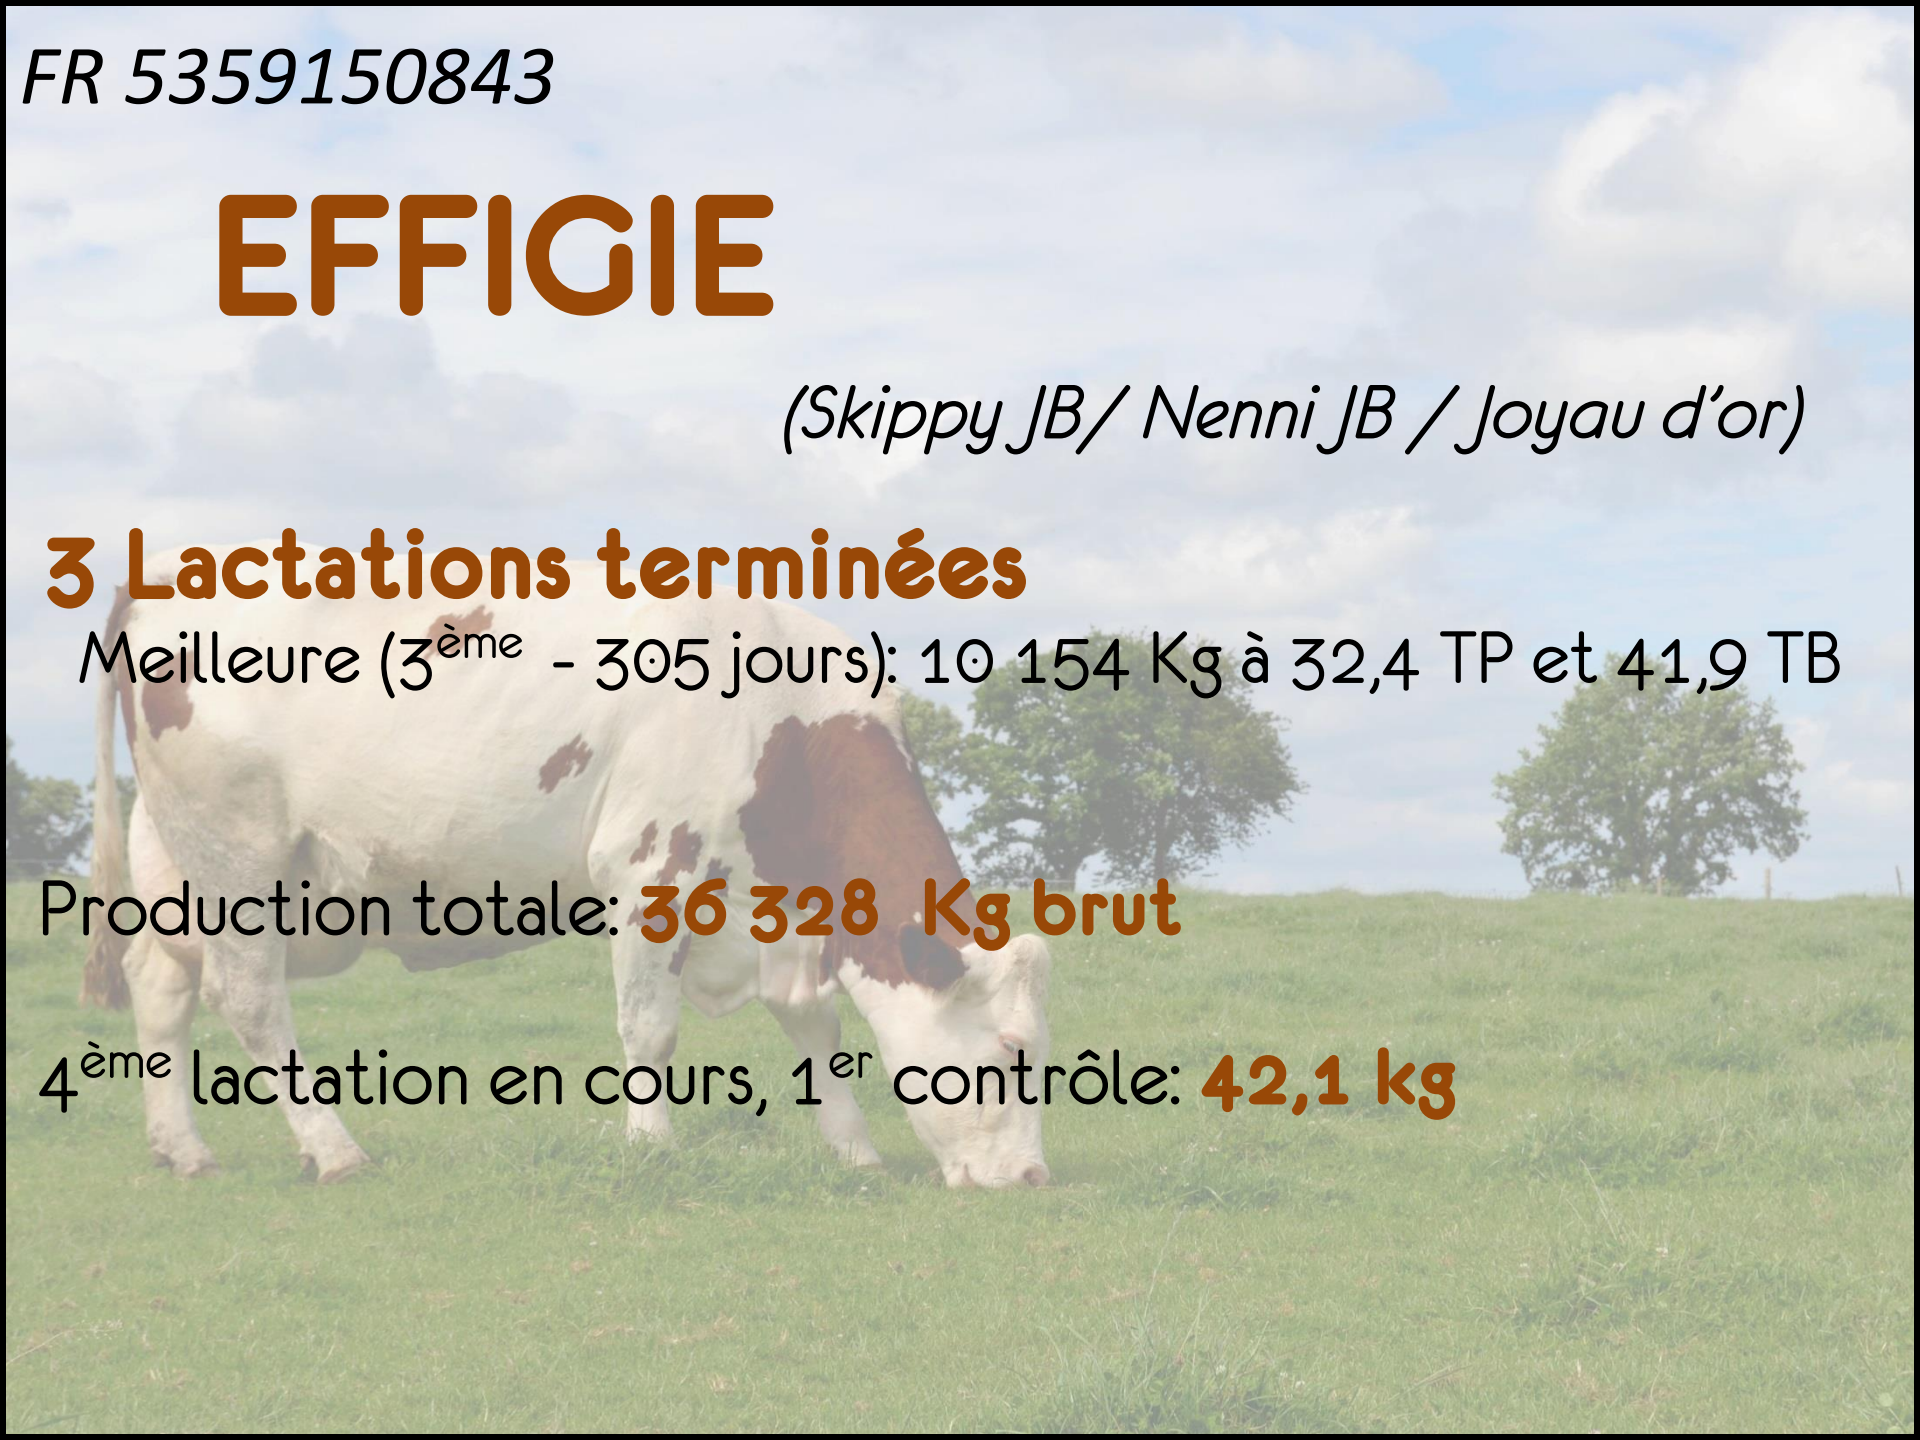 FR 5359150843
EFFIGIE
(Skippy JB/ Nenni JB / Joyau d’or)
3 Lactations terminées
Meilleure (3ème - 305 jours): 10 154 Kg à 32,4 TP et 41,9 TB
Production totale: 36 328 Kg brut
4ème lactation en cours, 1er contrôle: 42,1 kg